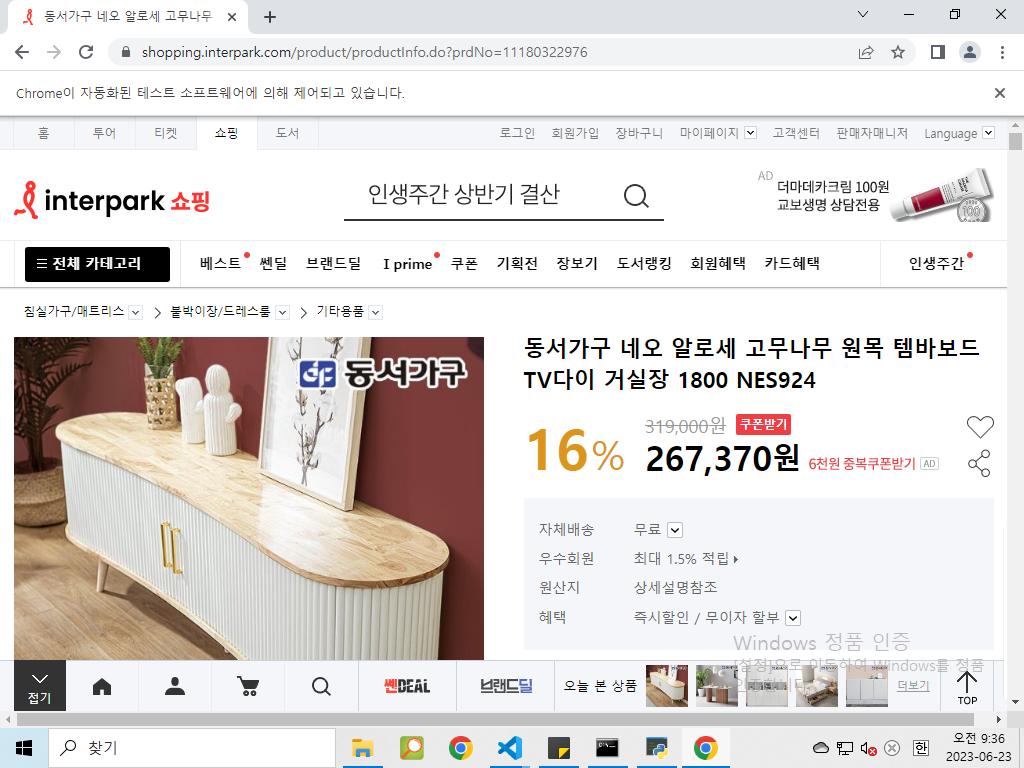 동서가구 네오 알로세 고무나무
shopping.interpark.com/product/productInfo.do?prdNo=11180322976
Chrome이 자동화된 테스트 소프트웨어에 의해 제어되고 있습니다.
홈 투어 티켓 쇼핑 도서 로그인 회원가입 장바구니 마이페이지 고객센터 판매자매니저 Language
interpark 쇼핑
인생주간 상반기 결산
AD 더마데카크림 100원
교보생명 상담전용
100
전체 카테고리 베스트 쎈딜 브랜드딜 I prime 쿠폰 기획전 장보기 도서랭킹 회원혜택 카드혜택 인생주간
침실가구/매트리스 붙박이장/드레스룸 기타용품
동서가구
동서가구 네오 알로세 고무나무 원목 템바보드
TV다이 거실장 1800 NES924
16% 319,000원 쿠폰받기
267,370원 6천원 중복쿠폰받기 AD
자체배송 무료
우수회원 최대 1.5% 적립
원산지 상세설명참조
혜택 즉시할인 / 무이자 할부
Windows 정품 인증
[설정]으로 이동하여 Windows를 정품
인증합니다.
접기 쎈DEAL 브랜드딜 오늘 본 상품 더보기 TOP
찾기
한
오전 9:36
2023-06-23